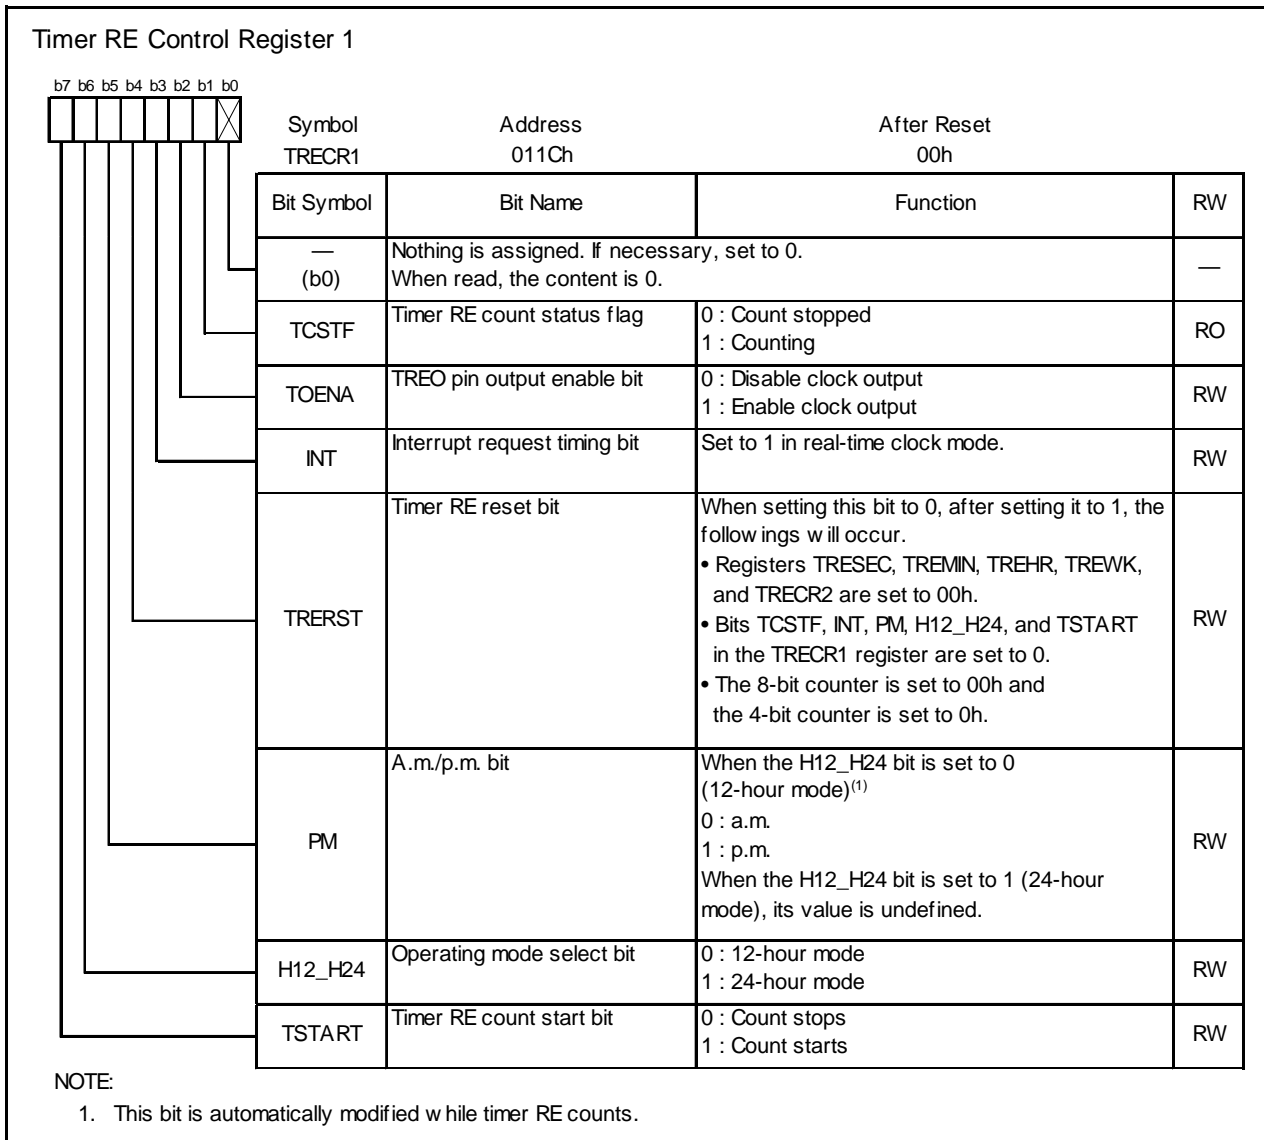 Timer RE Control Register 1
b7 b6 b5 b4 b3 b2 b1 b0
Symbol Address After Reset
TRECR1 011Ch 00h
Bit Symbol Bit Name Function RW
—
(b0)
Nothing is assigned. If necessary, set to 0.
When read, the content is 0.
—
TCSTF
Timer RE count status flag
0 : Count stopped
1 : Counting
RO
TOENA
TREO pin output enable bit
0 : Disable clock output
1 : Enable clock output
RW
INT
Interrupt request timing bit
Set to 1 in real-time clock mode.
RW
TRERST
Timer RE reset bit
When setting this bit to 0, after setting it to 1, the
followings will occur.
• Registers TRESEC, TREMIN, TREHR, TREWK,
and TRECR2 are set to 00h.
• Bits TCSTF, INT, PM, H12_H24, and TSTART
in the TRECR1 register are set to 0.
• The 8-bit counter is set to 00h and
the 4-bit counter is set to 0h.
RW
PM
A.m./p.m. bit
When the H12_H24 bit is set to 0
(12-hour mode)(1)
0 : a.m.
1 : p.m.
When the H12_H24 bit is set to 1 (24-hour
mode), its value is undefined.
RW
H12_H24
Operating mode select bit
0 : 12-hour mode
1 : 24-hour mode
RW
TSTART
Timer RE count start bit
0 : Count stops
1 : Count starts
RW
NOTE:
1. This bit is automatically modified while timer RE counts.